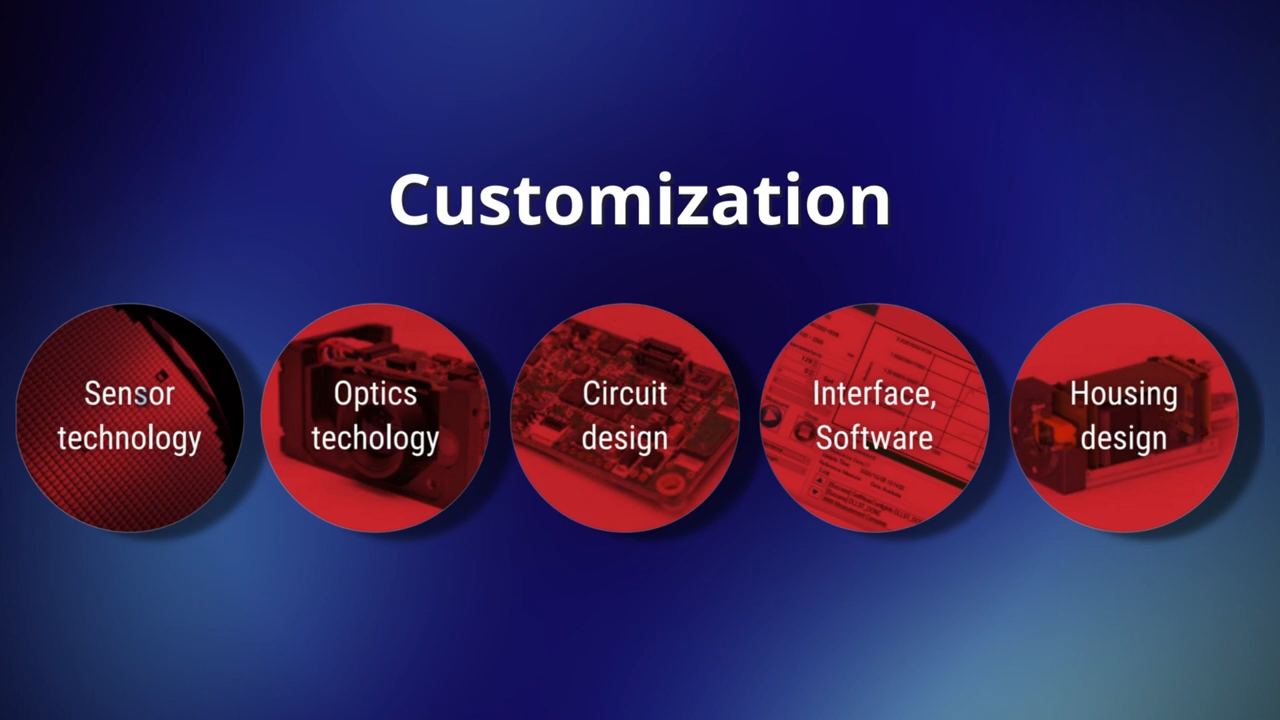 Customization
Sensor
technology
Optics
techology
Circuit
design
Interface,
Software
Housing
design